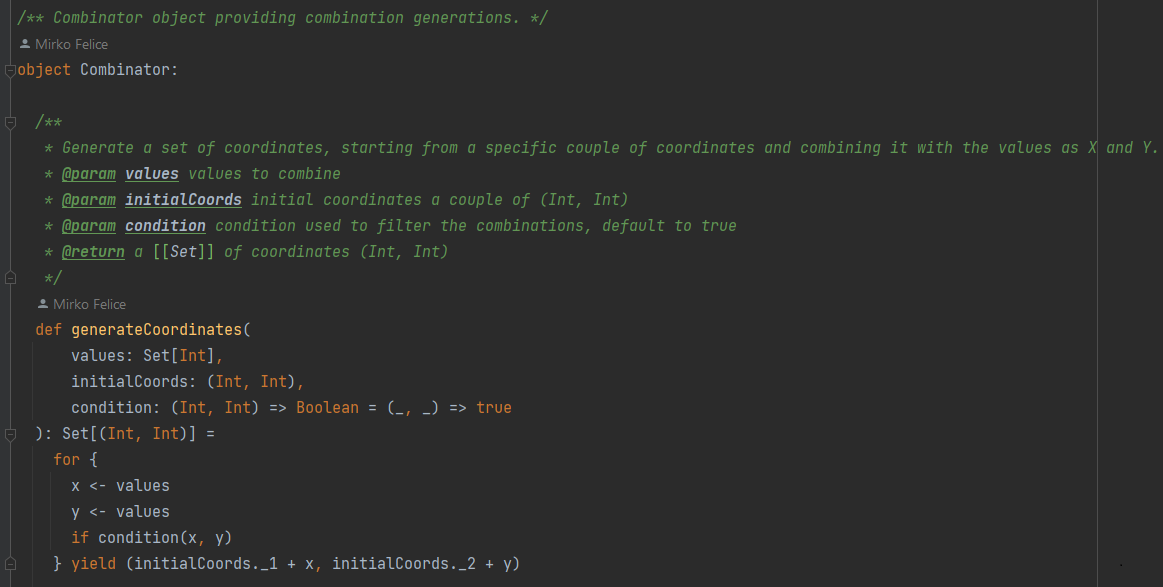 /** Combinator object providing combination generations. */
Mirko Felice
object Combinator:
/**
* Generate a set of coordinates, starting from a specific couple of coordinates and combining it with the values as X and Y.
* @param values values to combine
* @param initialCoords initial coordinates a couple of (Int, Int)
* @param condition condition used to filter the combinations, default to true
* @return a [[Set]] of coordinates (Int, Int)
*/
Mirko Felice
def generateCoordinates(
values: Set[Int],
initialCoords: (Int, Int),
condition: (Int, Int) => Boolean = (_, _) => true
): Set[(Int, Int)] =
for {
x <- values
y <- values
if condition(x, y)
} yield (initialCoords._1 + x, initialCoords._2 + y)